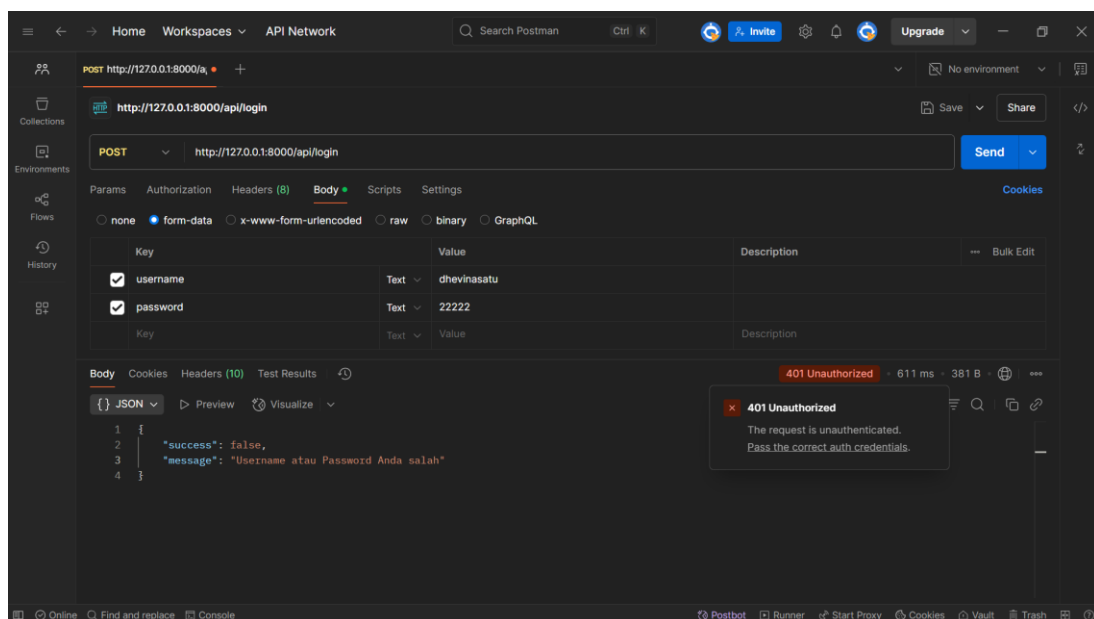 Home Workspaces API Network Search Postman Ctrl K Invite Upgrade
POST http://127.0.0.1:8000/a No environment
HTTP http://127.0.0.1:8000/api/login Save Share
Collections
POST http://127.0.0.1:8000/api/login Send
Environments
Params Authorization Headers (8) Body Scripts Settings Cookies
Flows
none form-data x-www-form-urlencoded raw binary GraphQL
History
Key Value Description Bulk Edit
username Text dhevinasatu
password Text 22222
Key Text Value Description
Body Cookies Headers (10) Test Results 401 Unauthorized 611 ms 381 B
{} JSON Preview Visualize
401 Unauthorized
The request is unauthenticated.
Pass the correct auth credentials.
1 {
2 "success": false,
3 "message": "Username atau Password Anda salah"
4 }
Online Find and replace Console Postbot Runner Start Proxy Cookies Vault Trash